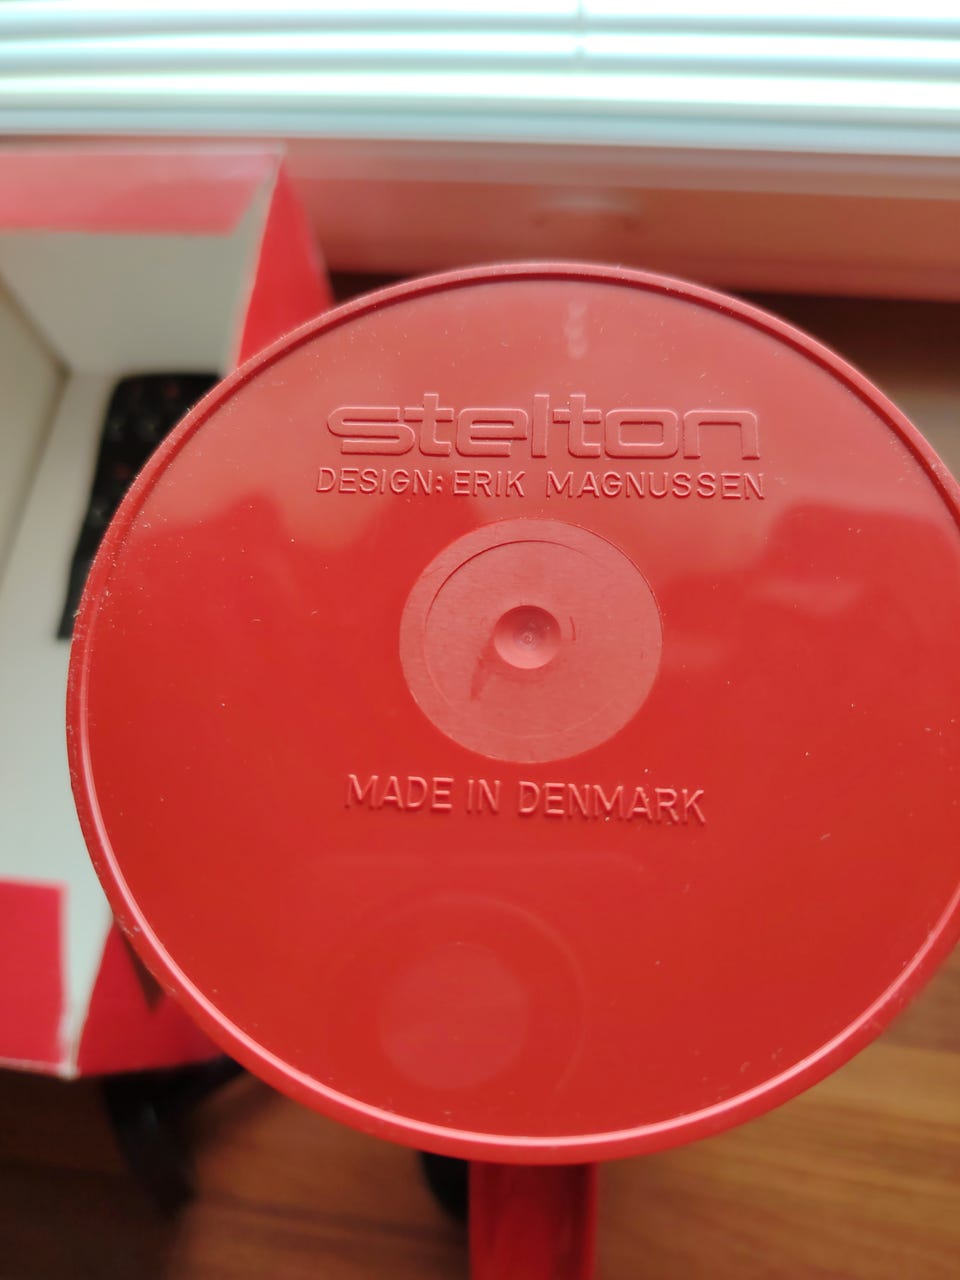 stelton
DESIGN: ERIK MAGNUSSEN
MADE IN DENMARK